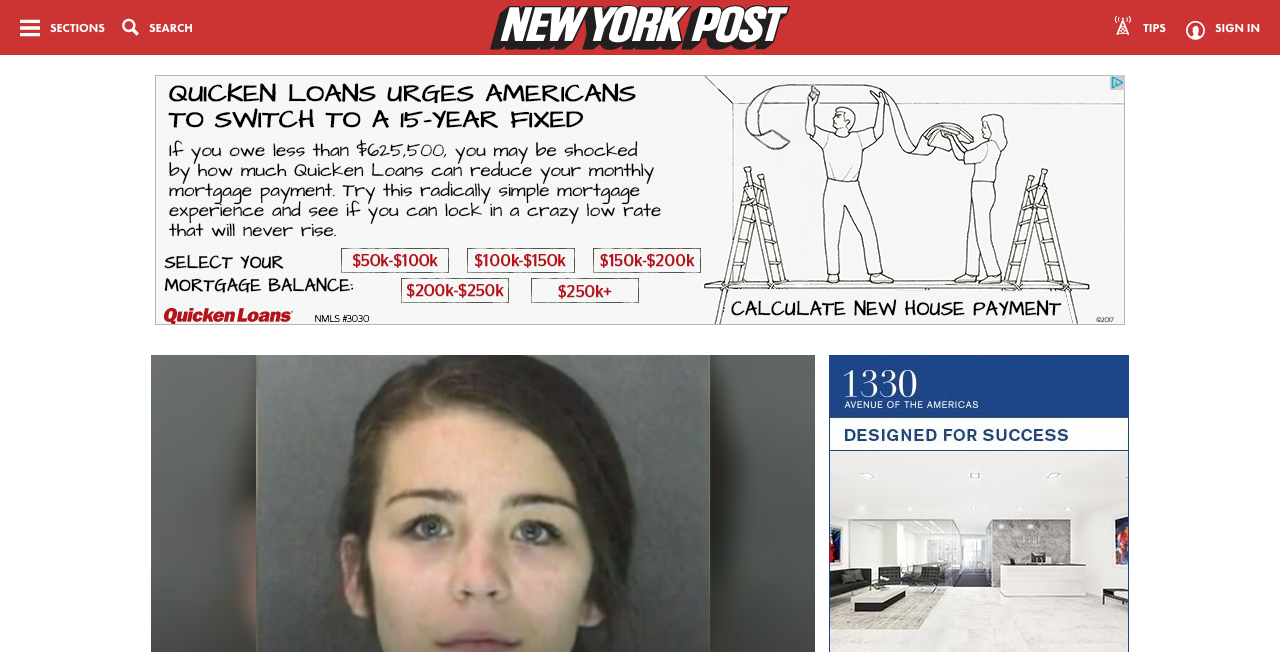 SECTIONS
SEARCH
NEW YORK POST
TIPS
SIGN IN
QUICKEN LOANS URGES AMERICANS
TO SWITCH TO A 15-YEAR FIXED
If you owe less than $625,500, you may be shocked
by how much Quicken Loans can reduce your monthly
mortgage payment. Try this radically simple mortgage
experience and see if you can lock in a crazy low rate
that will never rise.
SELECT YOUR
MORTGAGE BALANCE:
$50k-$100k
$100k-$150k
$150k-$200k
$200k-$250k
$250k+
Quicken Loans
NMLS #3030
CALCULATE NEW HOUSE PAYMENT
©2017
1330
AVENUE OF THE AMERICAS
DESIGNED FOR SUCCESS